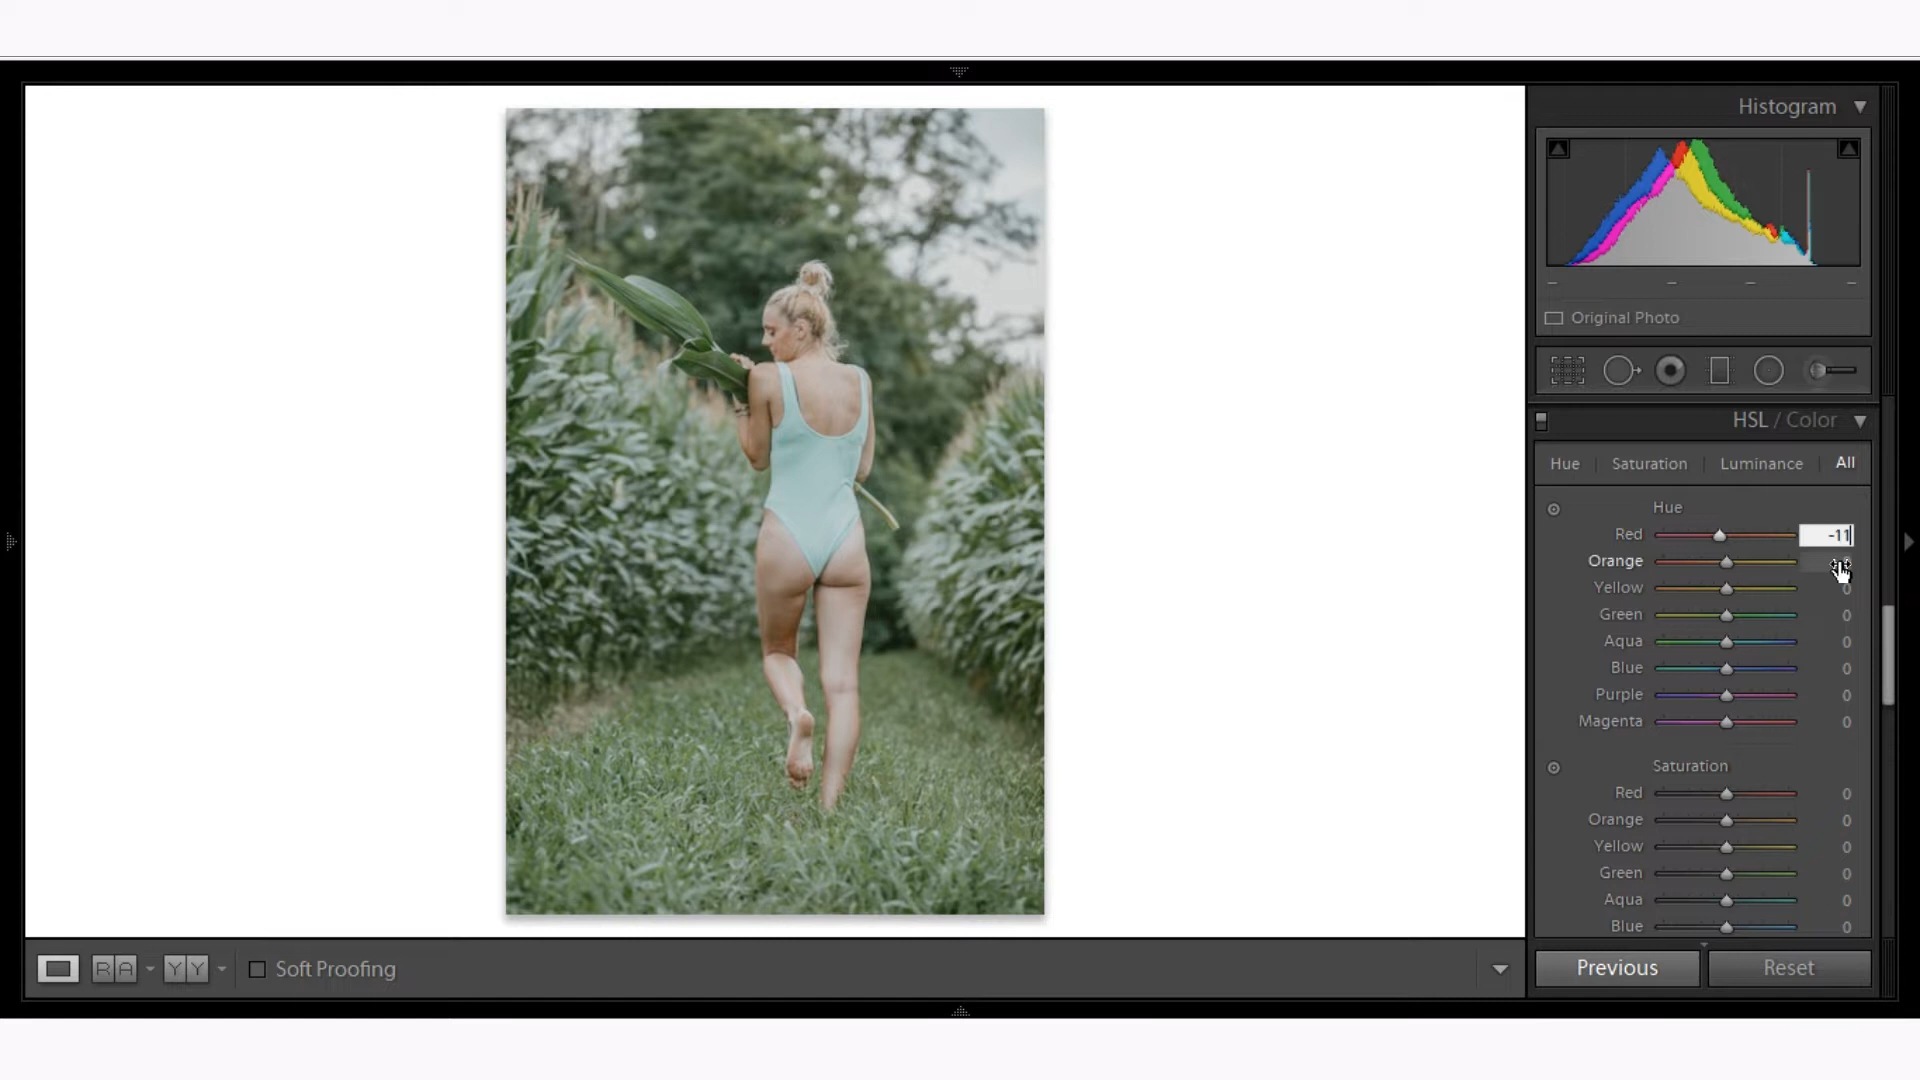 Histogram
Original Photo
HSL / Color
Hue Saturation Luminance All
Hue
Red -11
Orange
Yellow 0
Green 0
Aqua 0
Blue 0
Purple 0
Magenta 0
Saturation
Red 0
Orange 0
Yellow 0
Green 0
Aqua 0
Blue 0
R A Y Y Soft Proofing
Previous Reset